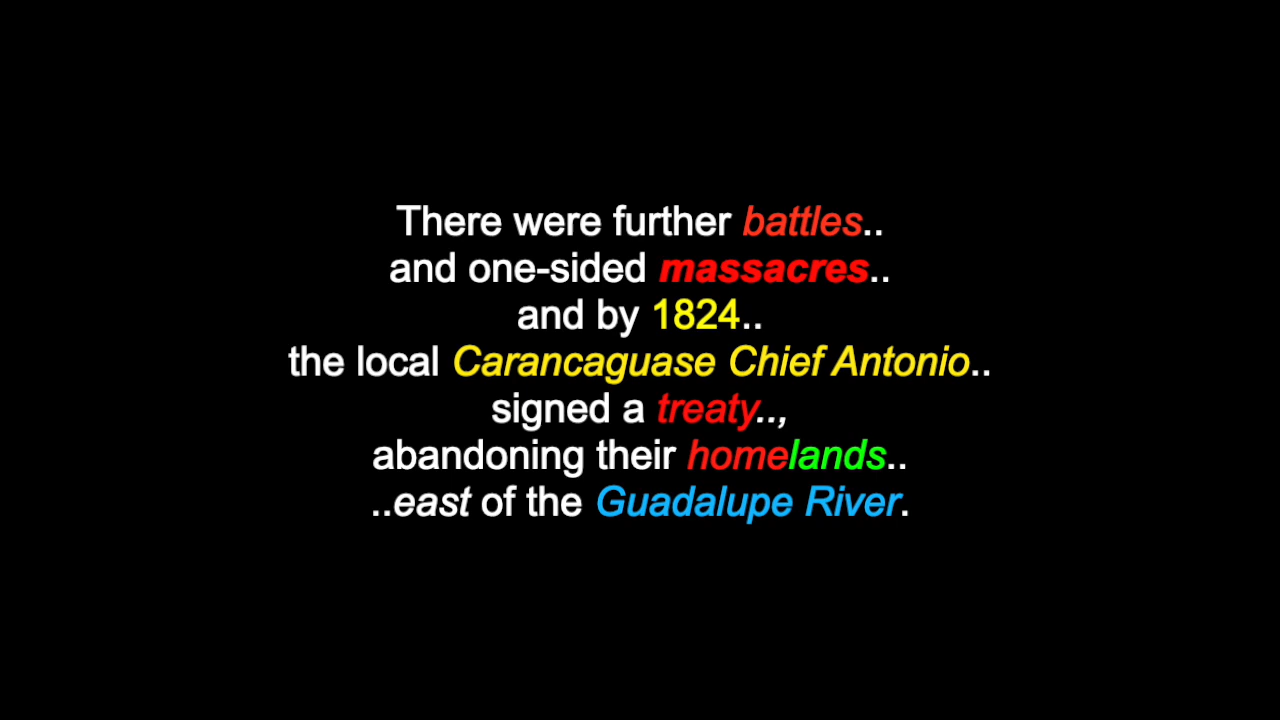 There were further battles..
and one-sided massacres..
and by 1824..
the local Carancaguase Chief Antonio..
signed a treaty..,
abandoning their homelands..
..east of the Guadalupe River.